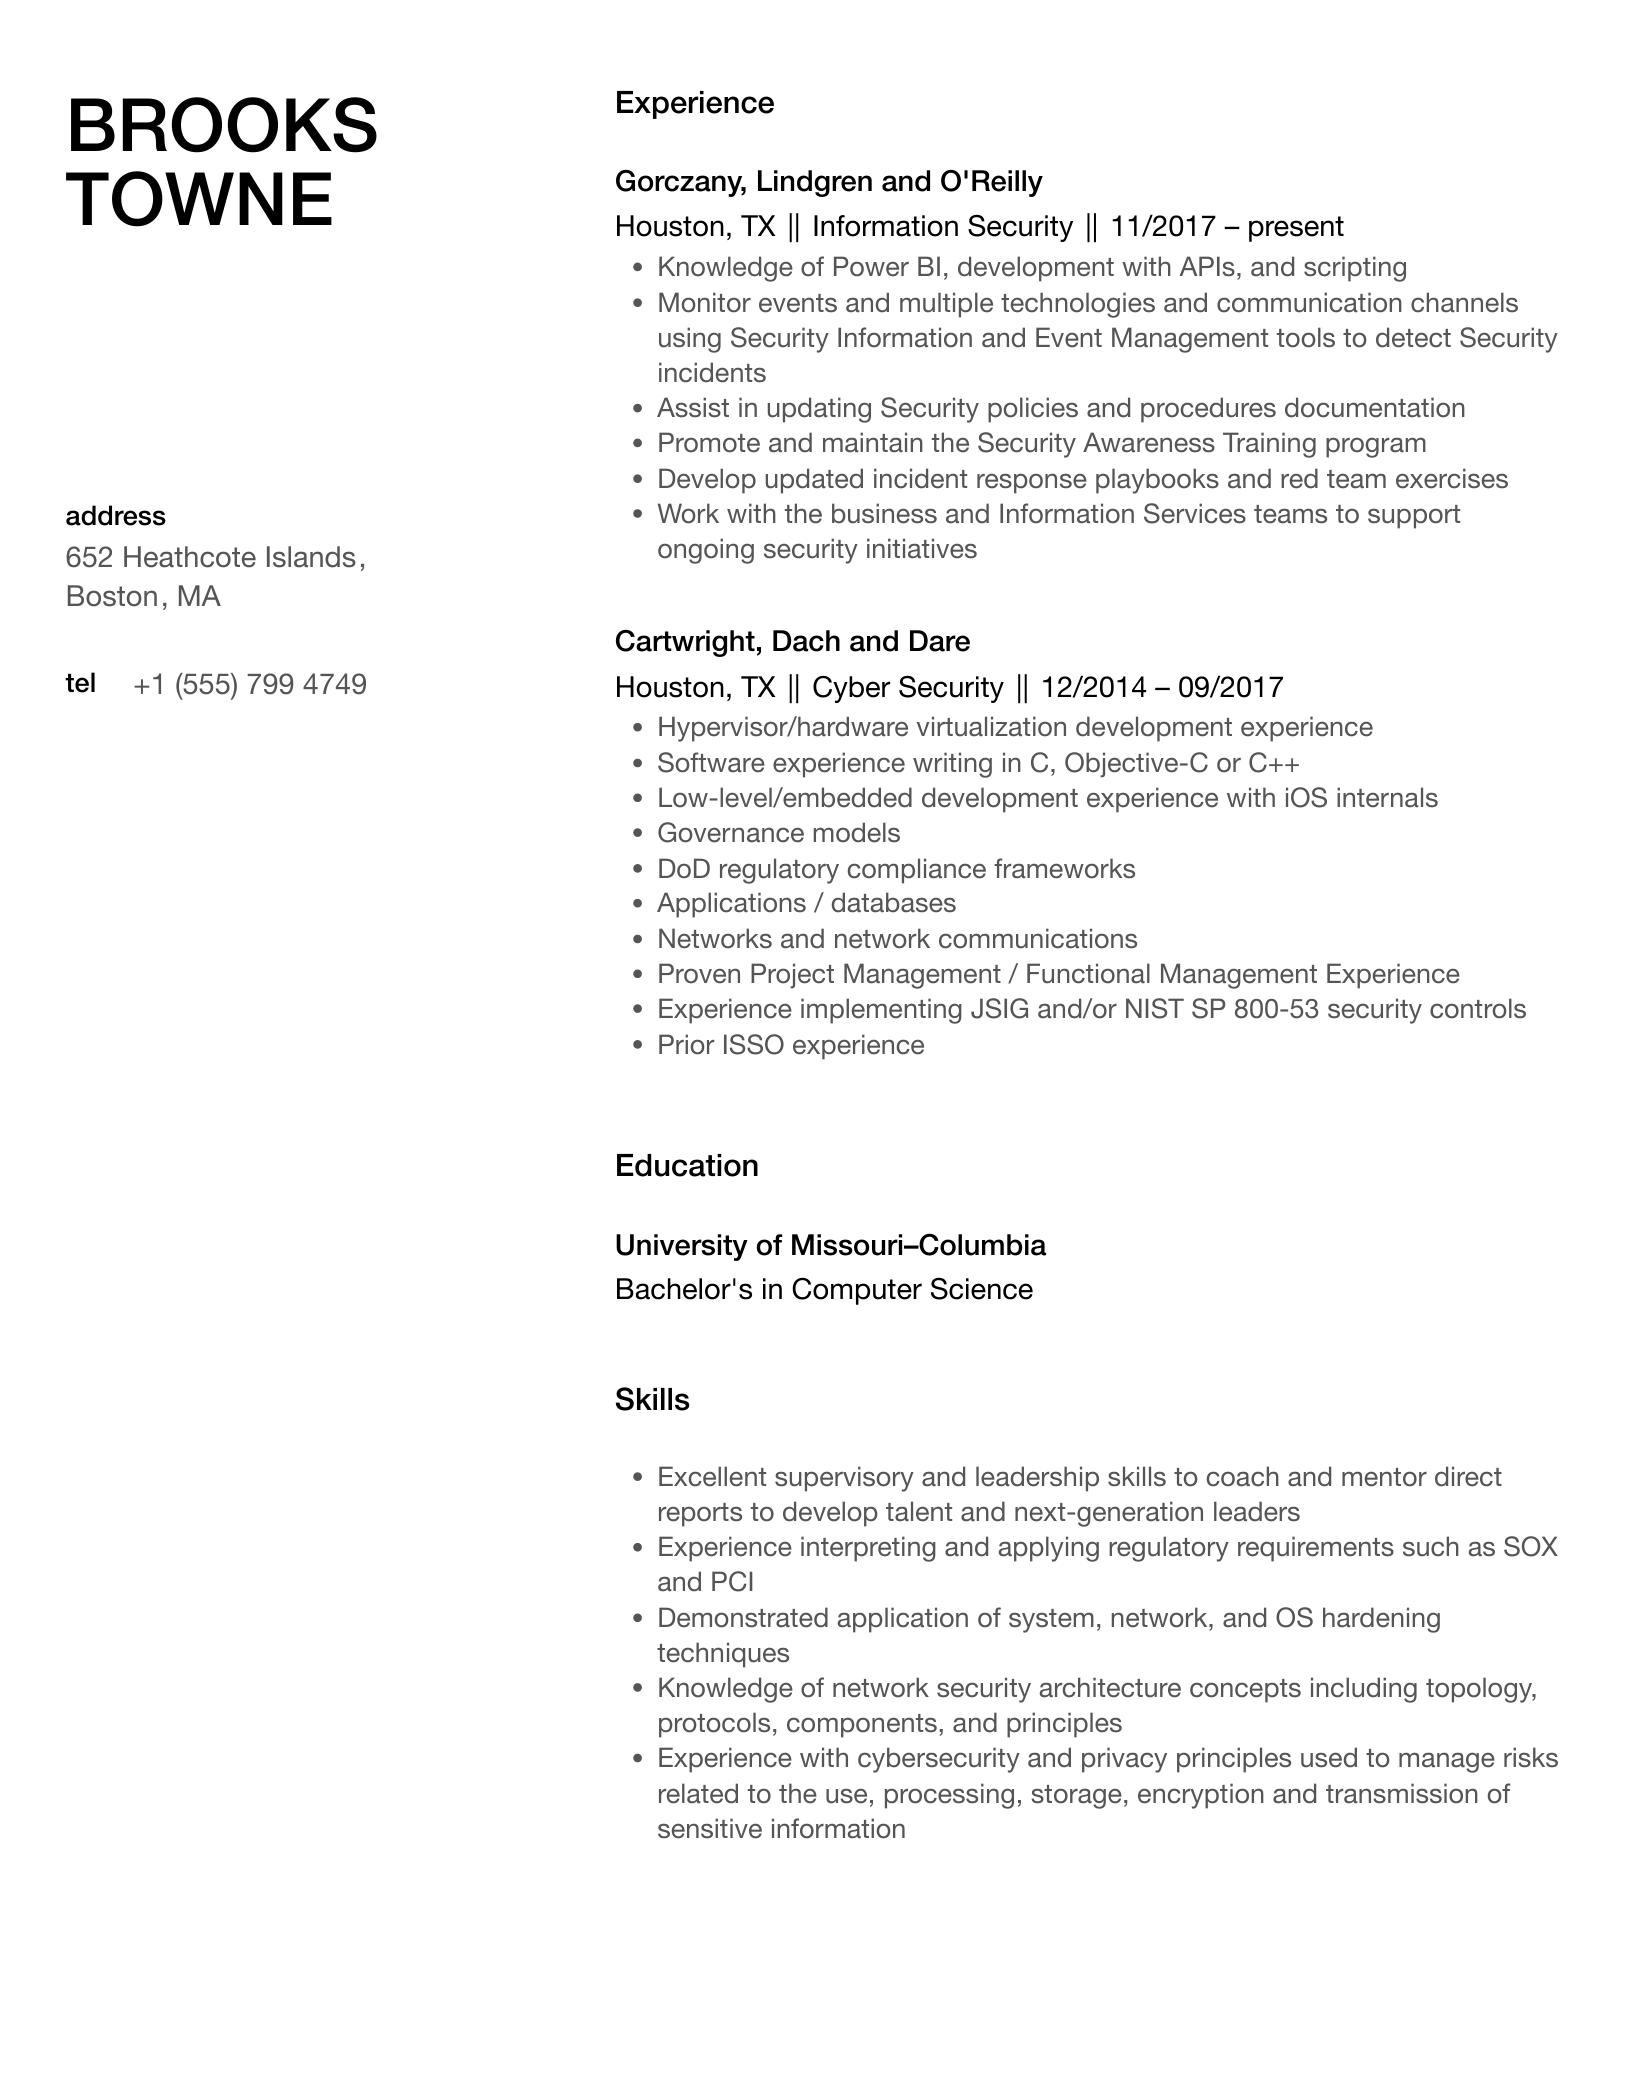 BROOKS
TOWNE
address
652 Heathcote Islands,
Boston, MA
tel +1 (555) 799 4749
Experience
Gorczany, Lindgren and O'Reilly
Houston, TX || Information Security || 11/2017 – present
• Knowledge of Power BI, development with APIs, and scripting
• Monitor events and multiple technologies and communication channels
using Security Information and Event Management tools to detect Security
incidents
• Assist in updating Security policies and procedures documentation
• Promote and maintain the Security Awareness Training program
• Develop updated incident response playbooks and red team exercises
• Work with the business and Information Services teams to support
ongoing security initiatives
Cartwright, Dach and Dare
Houston, TX || Cyber Security || 12/2014 – 09/2017
• Hypervisor/hardware virtualization development experience
• Software experience writing in C, Objective-C or C++
• Low-level/embedded development experience with iOS internals
• Governance models
• DoD regulatory compliance frameworks
• Applications / databases
• Networks and network communications
• Proven Project Management / Functional Management Experience
• Experience implementing JSIG and/or NIST SP 800-53 security controls
• Prior ISSO experience
Education
University of Missouri–Columbia
Bachelor's in Computer Science
Skills
• Excellent supervisory and leadership skills to coach and mentor direct
reports to develop talent and next-generation leaders
• Experience interpreting and applying regulatory requirements such as SOX
and PCI
• Demonstrated application of system, network, and OS hardening
techniques
• Knowledge of network security architecture concepts including topology,
protocols, components, and principles
• Experience with cybersecurity and privacy principles used to manage risks
related to the use, processing, storage, encryption and transmission of
sensitive information